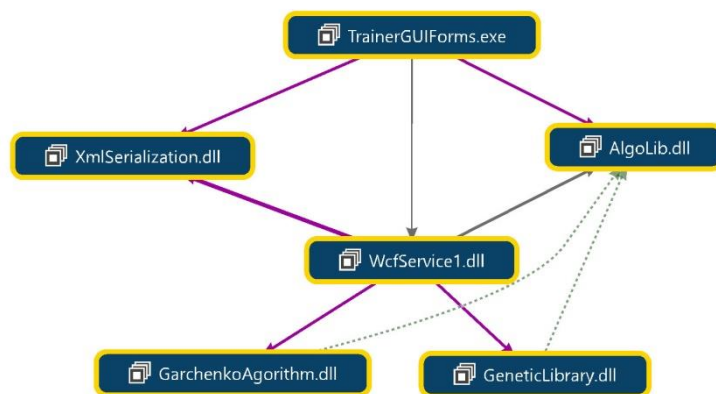 TrainerGUIForms.exe
XmlSerialization.dll
AlgoLib.dll
WcfService1.dll
GarchenkoAgorithm.dll
GeneticLibrary.dll